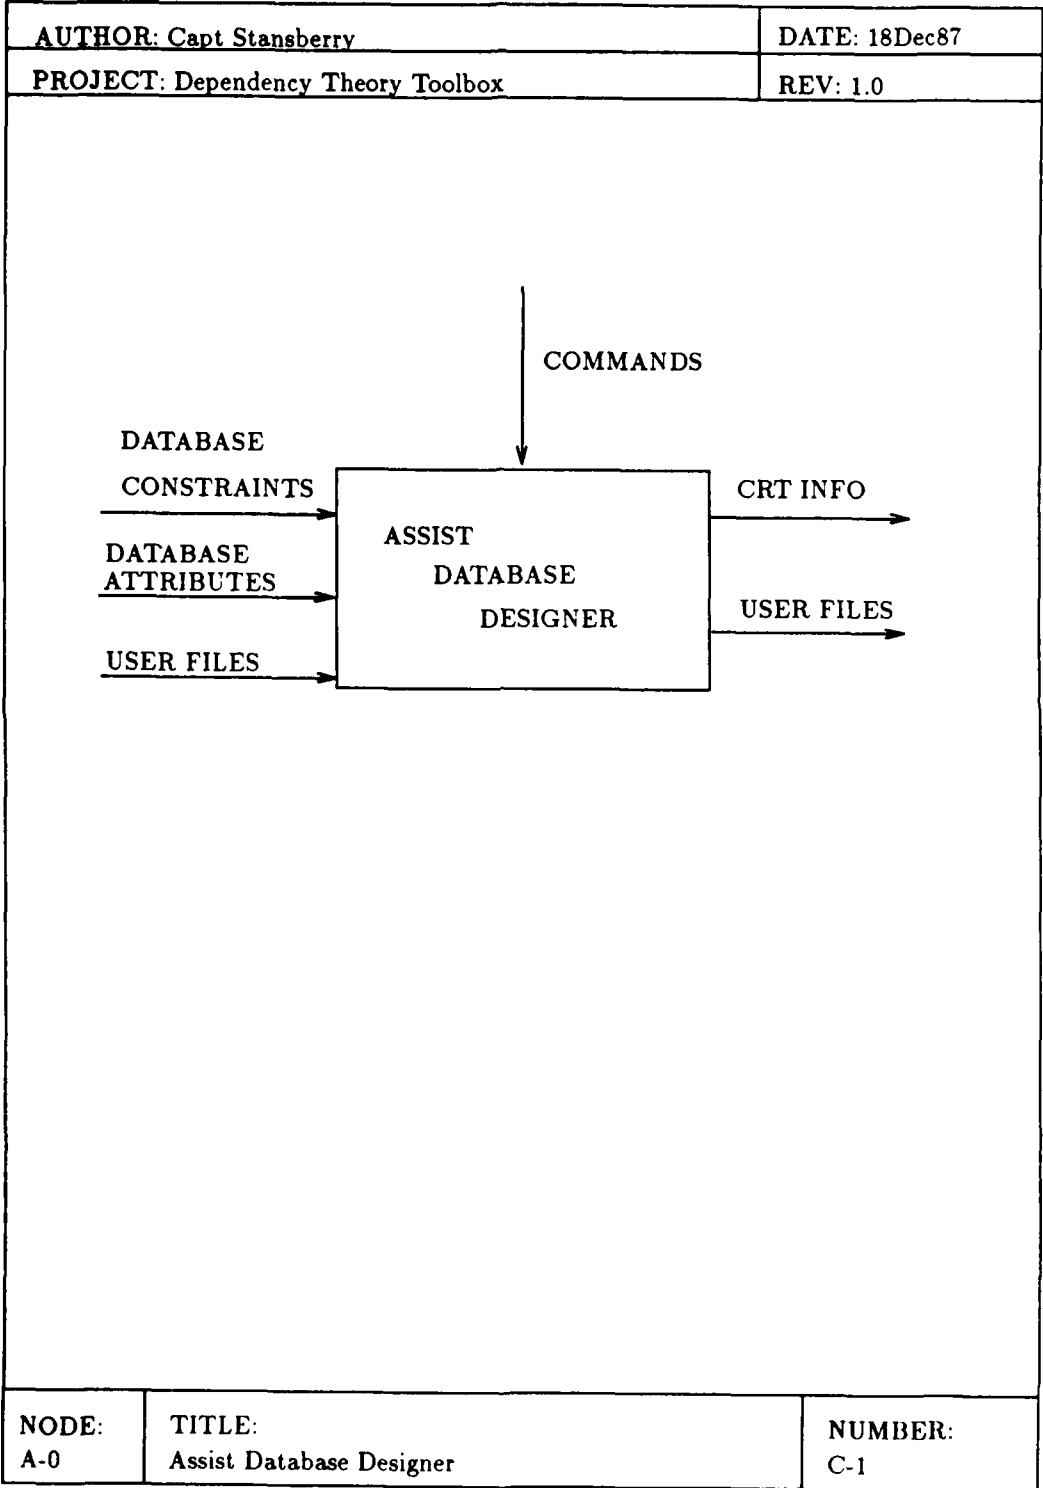 AUTHOR: Capt Stansberry
DATE: 18Dec87
PROJECT: Dependency Theory Toolbox
REV: 1.0
COMMANDS
DATABASE
CONSTRAINTS
DATABASE
ATTRIBUTES
USER FILES
ASSIST
DATABASE
DESIGNER
CRT INFO
USER FILES
NODE:
A-0
TITLE:
Assist Database Designer
NUMBER:
C-1